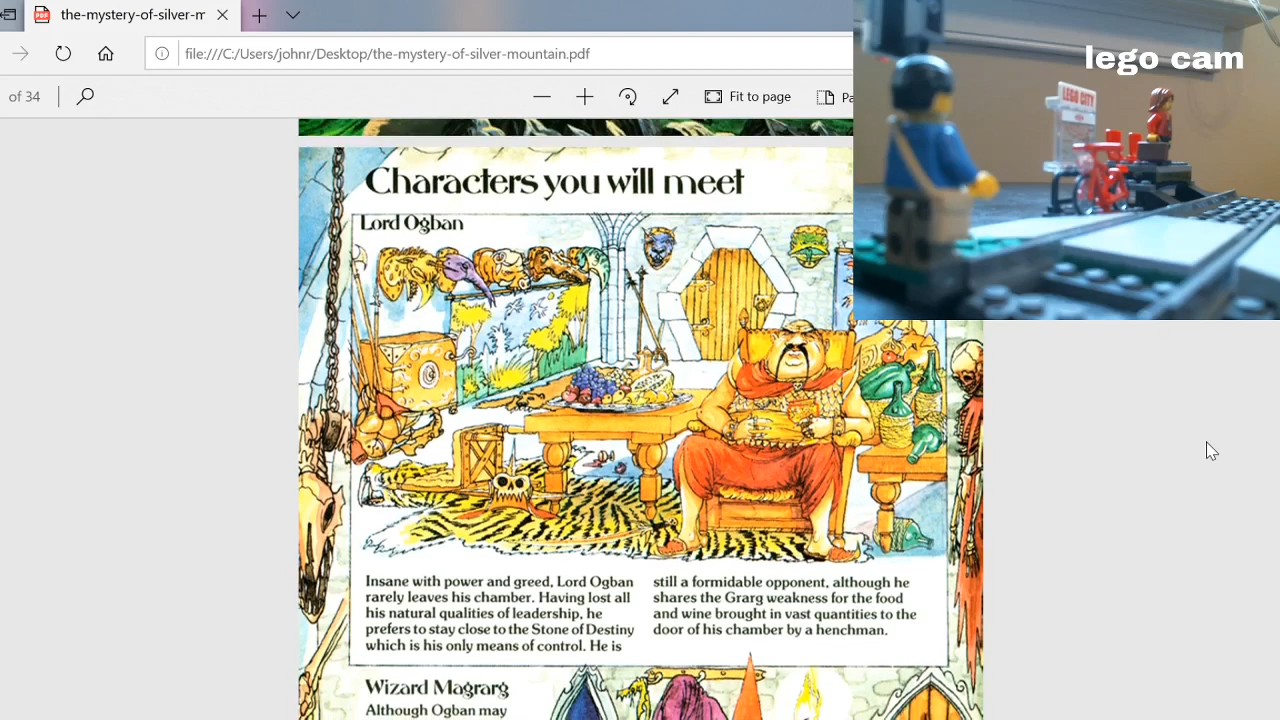 the-mystery-of-silver-m
file:///C:/Users/johnr/Desktop/the-mystery-of-silver-mountain.pdf
of 34
Fit to page
Pa
lego cam
LEGO CITY
Characters you will meet
Lord Ogban
Insane with power and greed, Lord Ogban
rarely leaves his chamber. Having lost all
his natural qualities of leadership, he
prefers to stay close to the Stone of Destiny
which is his only means of control. He is
still a formidable opponent, although he
shares the Grarg weakness for the food
and wine brought in vast quantities to the
door of his chamber by a henchman.
Wizard Magrarg
Although Ogban may